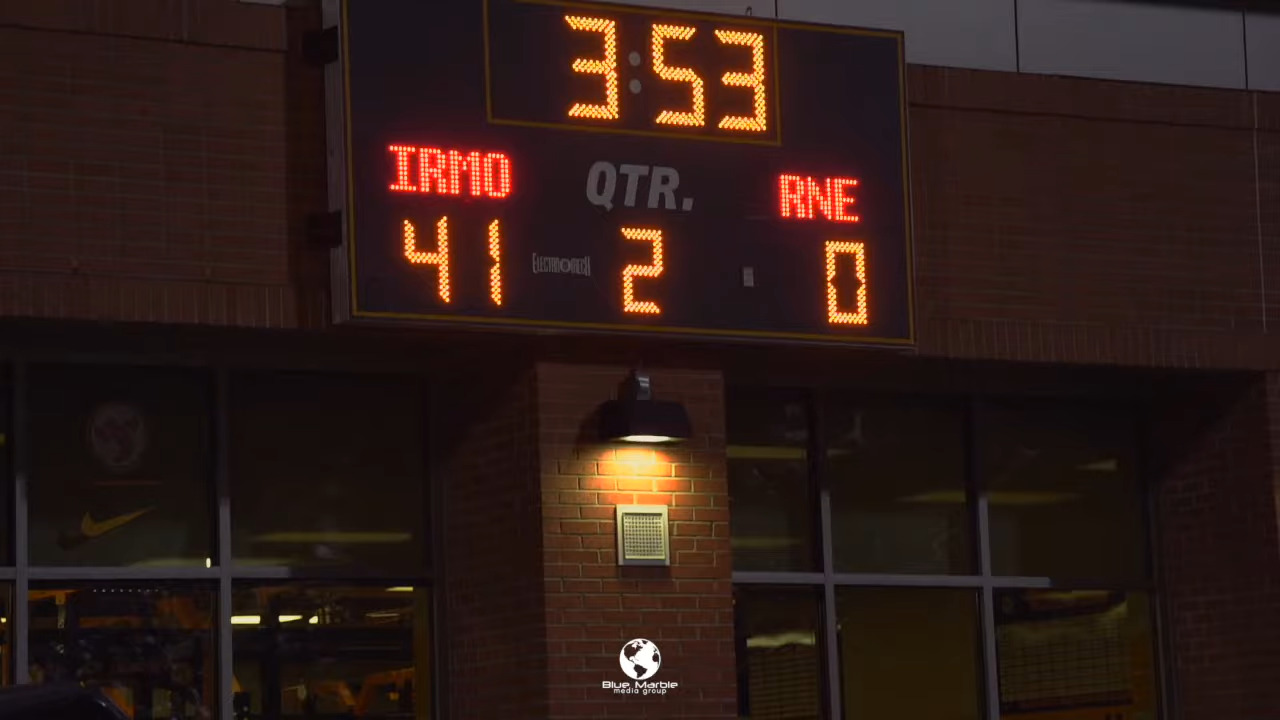 3:53
IRMO QTR. RNE
41 ELECTRO-MECH 2 0
Blue Marble
media group